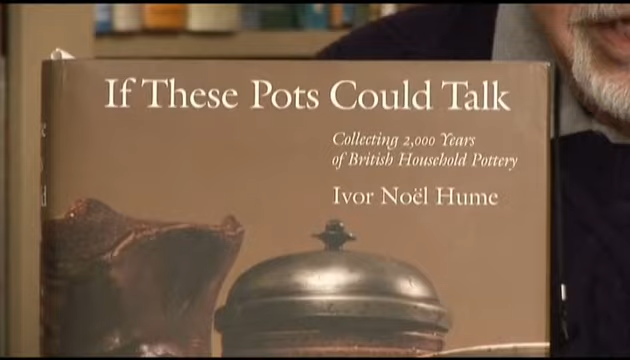 If These Pots Could Talk
Collecting 2,000 Years
of British Household Pottery
Ivor Noël Hume